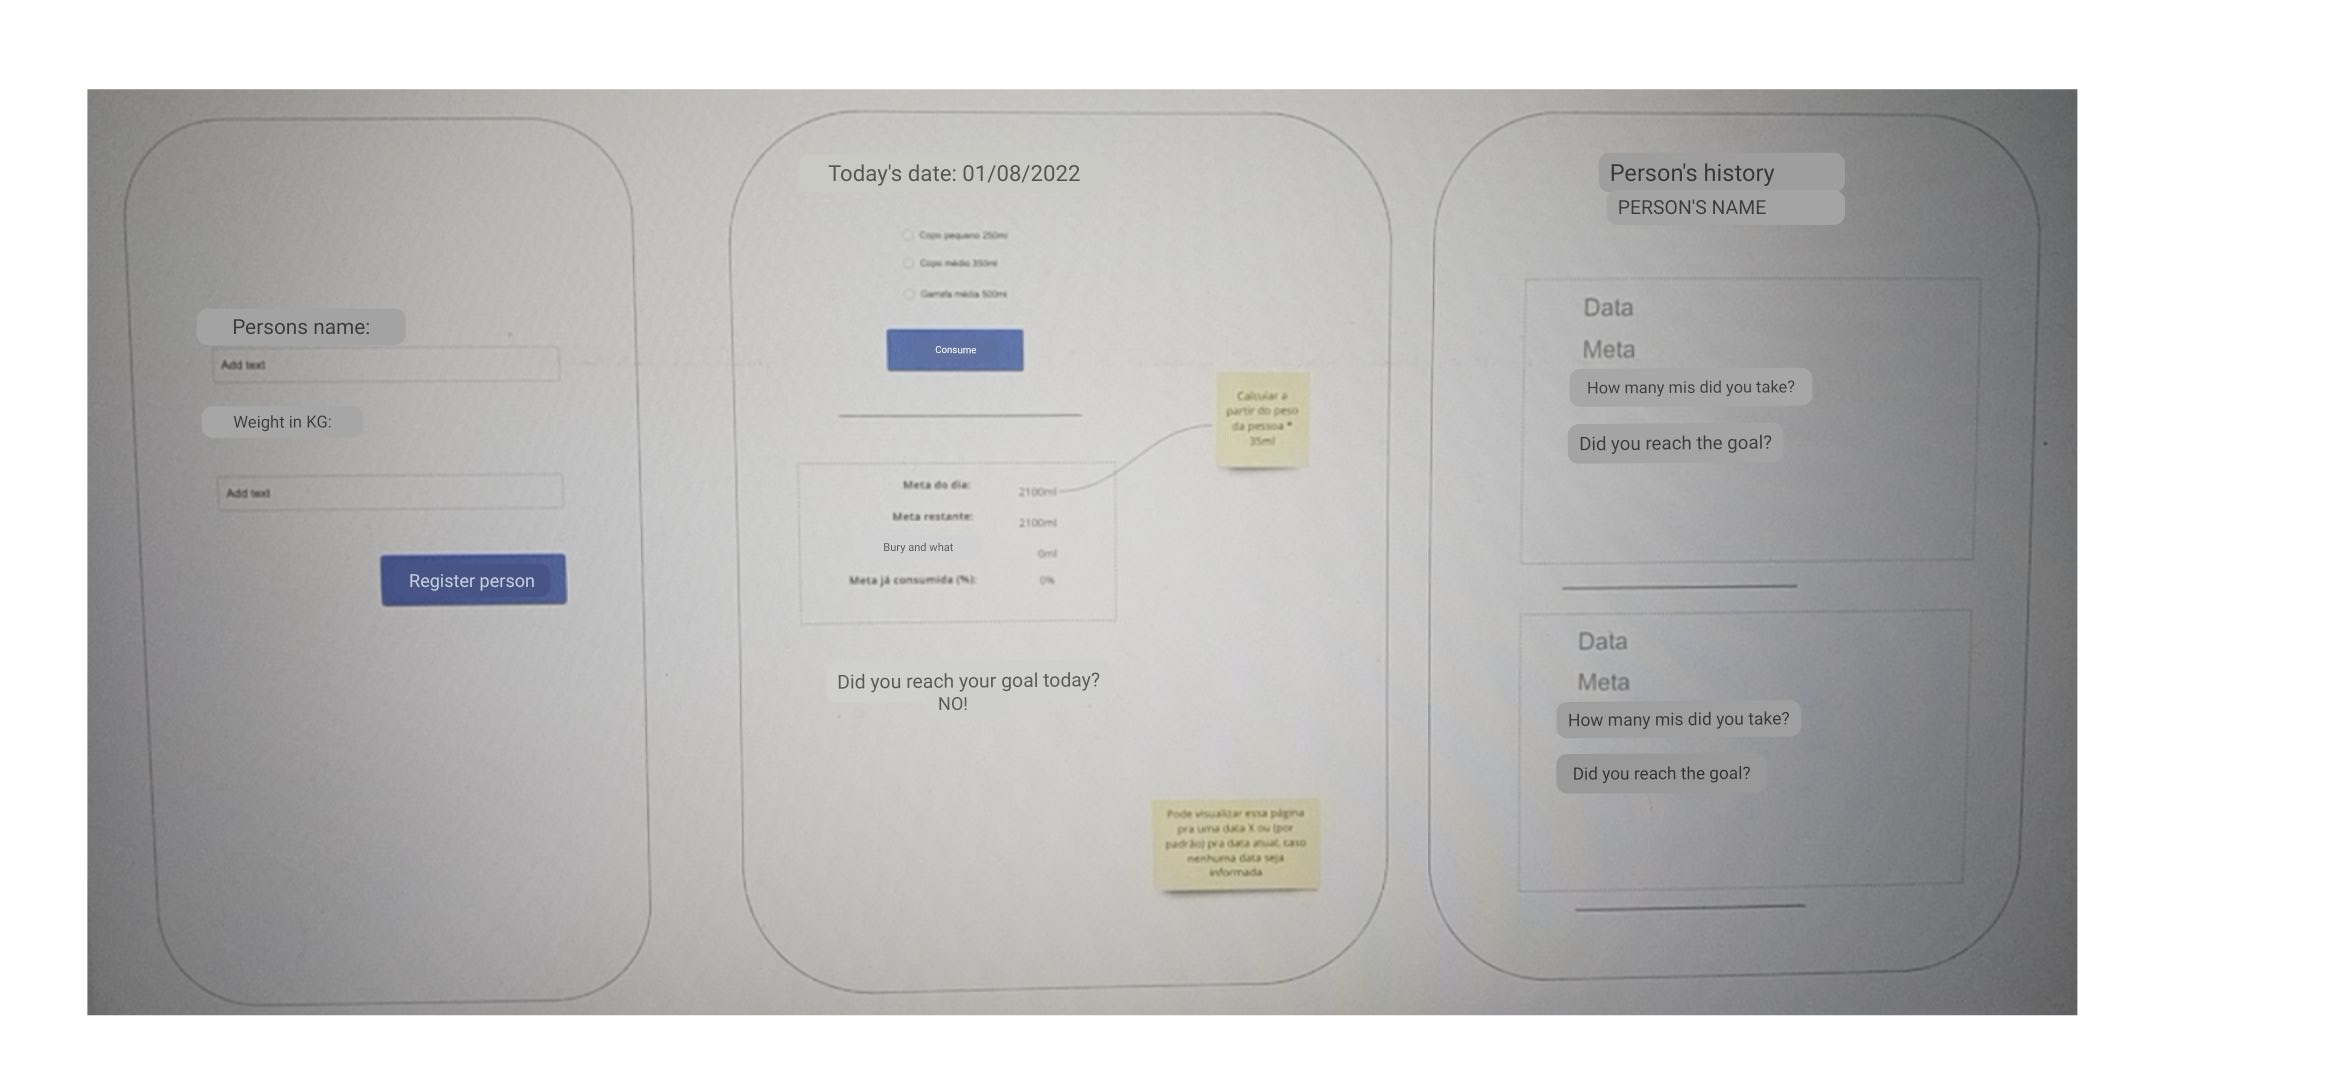 Persons name:
Add text
Weight in KG:
Add text
Register person
Today's date: 01/08/2022
Copo pequeno 250ml
Copo médio 350ml
Garrafa média 500ml
Consume
Calcular a
partir do peso
da pessoa *
35ml
Meta do dia: 2100ml
Meta restante: 2100ml
Bury and what 0ml
Meta já consumida (%): 0%
Did you reach your goal today?
NO!
Pode visualizar essa página
pra uma data X ou (por
padrão) pra data atual, caso
nenhuma data seja
informada
Person's history
PERSON'S NAME
Data
Meta
How many mis did you take?
Did you reach the goal?
Data
Meta
How many mis did you take?
Did you reach the goal?